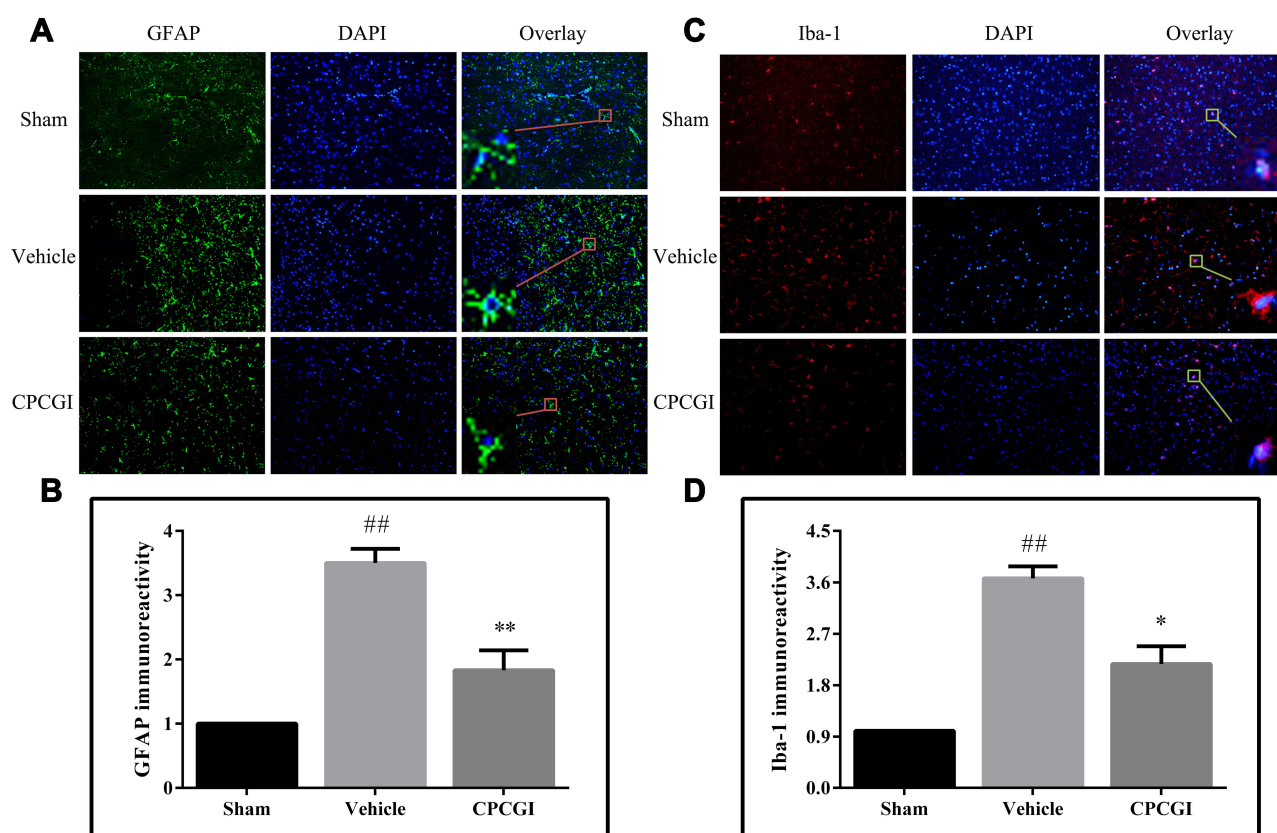 A
GFAP DAPI Overlay
Sham
Vehicle
CPCGI
C
Iba-1 DAPI Overlay
Sham
Vehicle
CPCGI
B
GFAP immunoreactivity
4
3
2
1
0
##
**
Sham Vehicle CPCGI
D
Iba-1 immunoreactivity
4.5
3.6
2.7
1.8
0.9
0.0
##
*
Sham Vehicle CPCGI